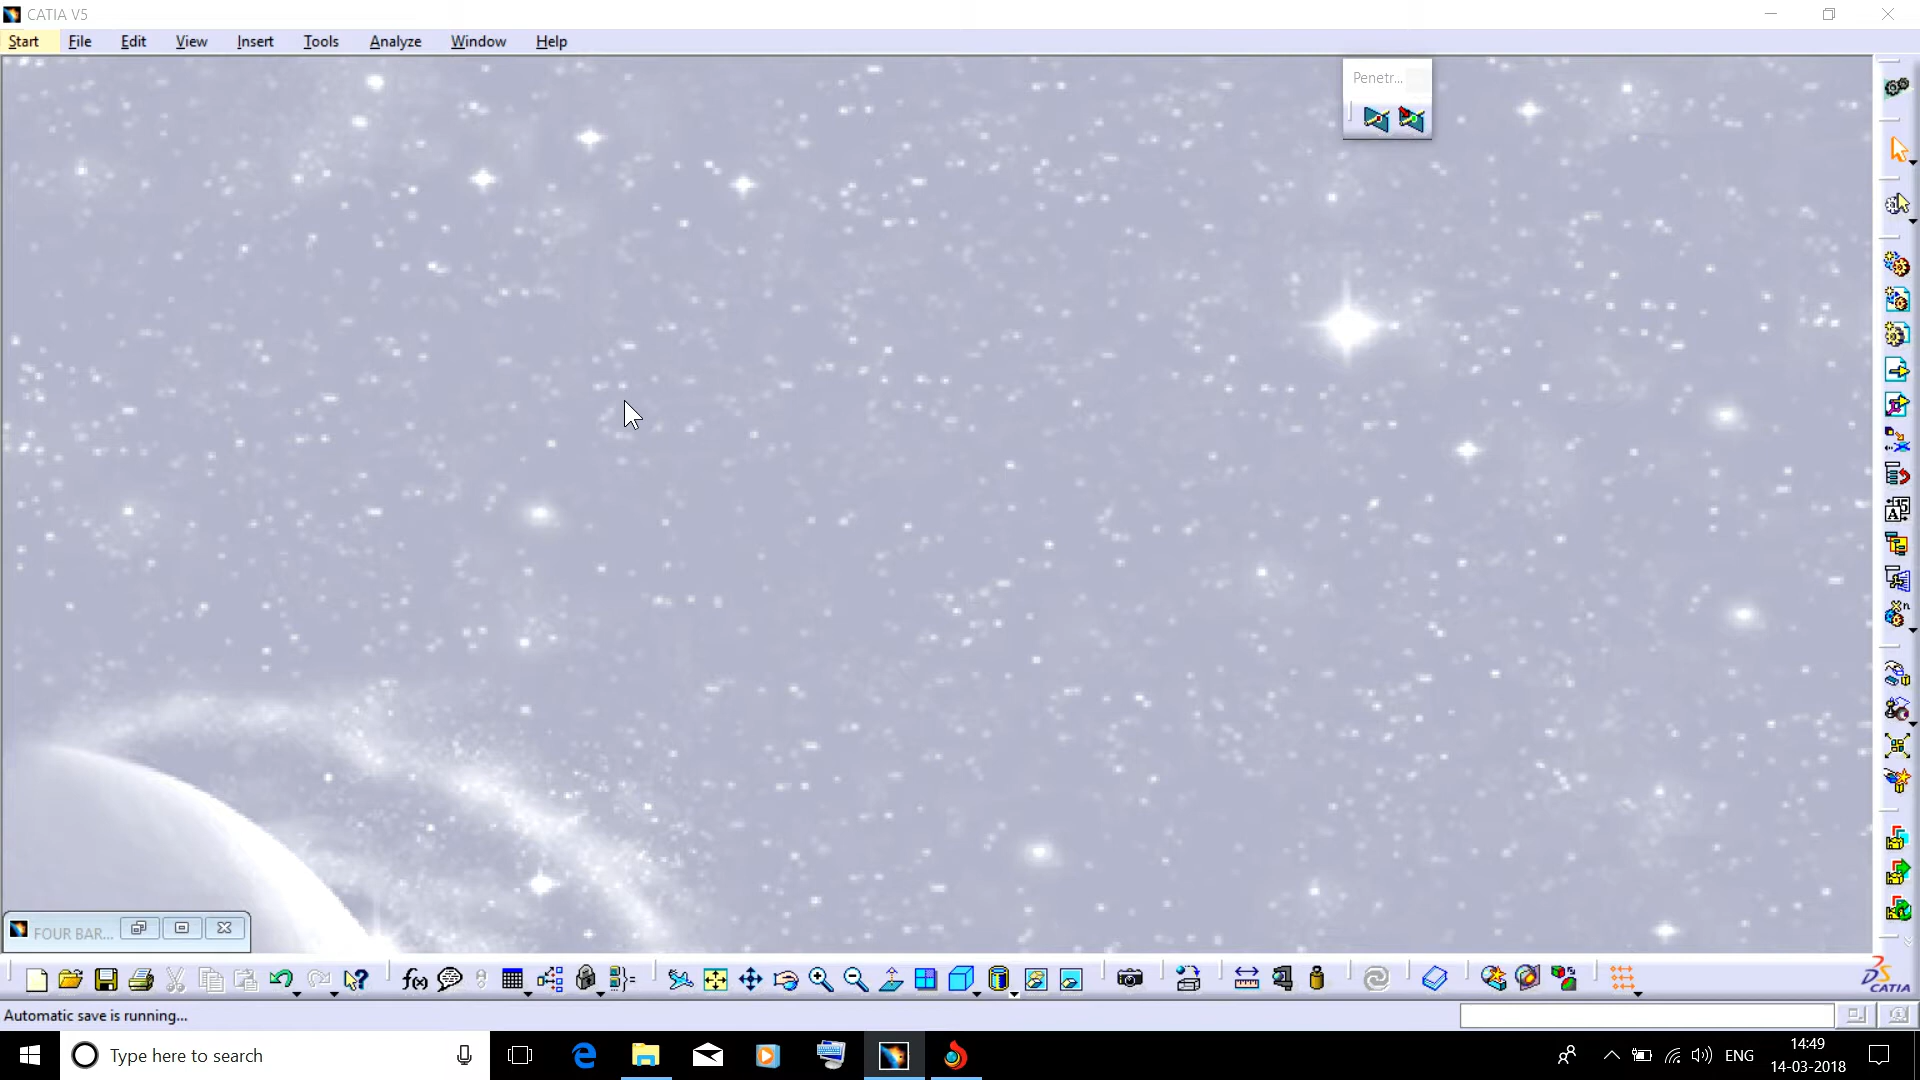 CATIA V5
Start File Edit View Insert Tools Analyze Window Help
Penetr...
FOUR BAR...
CATIA
Automatic save is running...
Type here to search
ENG
14:49
14-03-2018